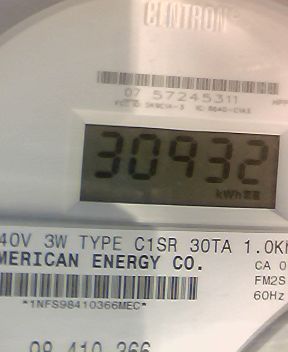 CENTRON®
07 57245311
30932
kWh
40V 3W TYPE C1SR 30TA 1.0K
MERICAN ENERGY CO.
CA 0
FM2S
60Hz
*1NFS98410366MEC*
98 410 366